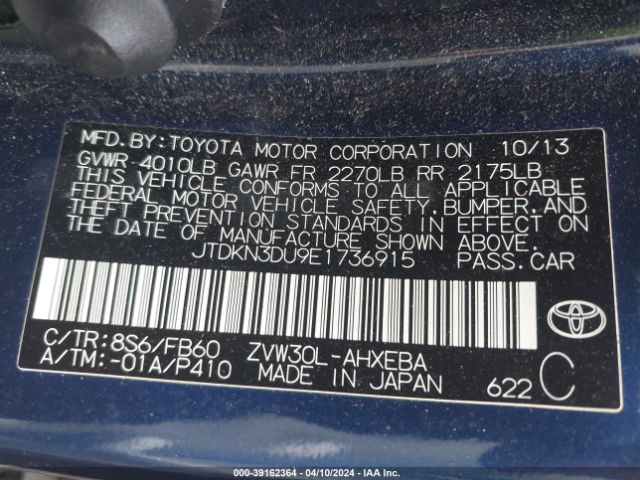 MFD.BY:TOYOTA MOTOR CORPORATION 10/13
GVWR 4010LB GAWR FR 2270LB RR 2175LB
THIS VEHICLE CONFORMS TO ALL APPLICABLE
FEDERAL MOTOR VEHICLE SAFETY,BUMPER,AND
THEFT PREVENTION STANDARDS IN EFFECT ON
THE DATE OF MANUFACTURE SHOWN ABOVE.
JTDKN3DU9E1736915 PASS.CAR
C/TR:8S6/FB60 ZVW30L-AHXEBA
A/TM:-01A/P410 MADE IN JAPAN 622 C
000-39162364 - 04/10/2024 - IAA Inc.